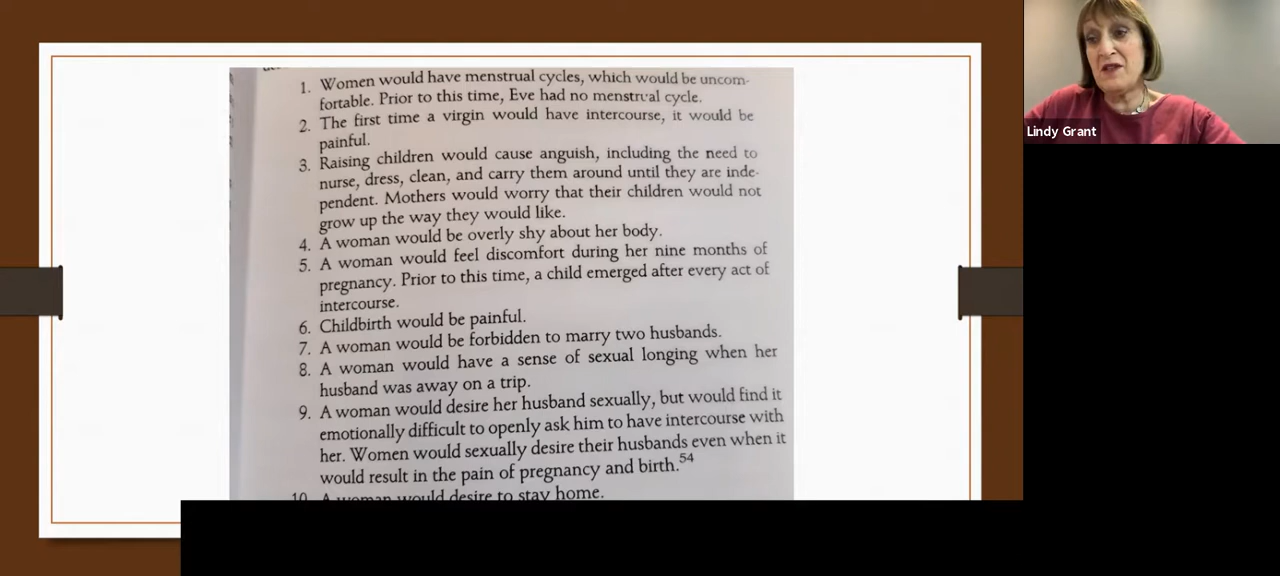 1. Women would have menstrual cycles, which would be uncom-
fortable. Prior to this time, Eve had no menstrual cycle.
2. The first time a virgin would have intercourse, it would be
painful.
3. Raising children would cause anguish, including the need to
nurse, dress, clean, and carry them around until they are inde-
pendent. Mothers would worry that their children would not
grow up the way they would like.
4. A woman would be overly shy about her body.
5. A woman would feel discomfort during her nine months of
pregnancy. Prior to this time, a child emerged after every act of
intercourse.
6. Childbirth would be painful.
7. A woman would be forbidden to marry two husbands.
8. A woman would have a sense of sexual longing when her
husband was away on a trip.
9. A woman would desire her husband sexually, but would find it
emotionally difficult to openly ask him to have intercourse with
her. Women would sexually desire their husbands even when it
would result in the pain of pregnancy and birth.54
10. A woman would desire to stay home.
Lindy Grant